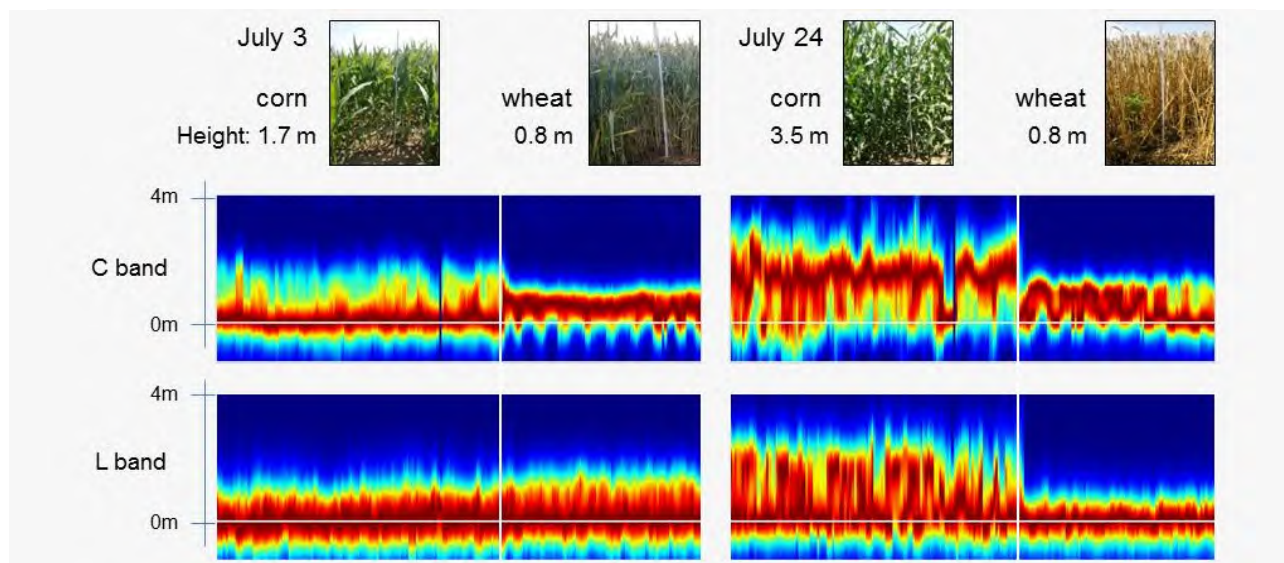 July 3
corn
Height: 1.7 m
wheat
0.8 m
July 24
corn
3.5 m
wheat
0.8 m
4m
C band
0m
4m
L band
0m